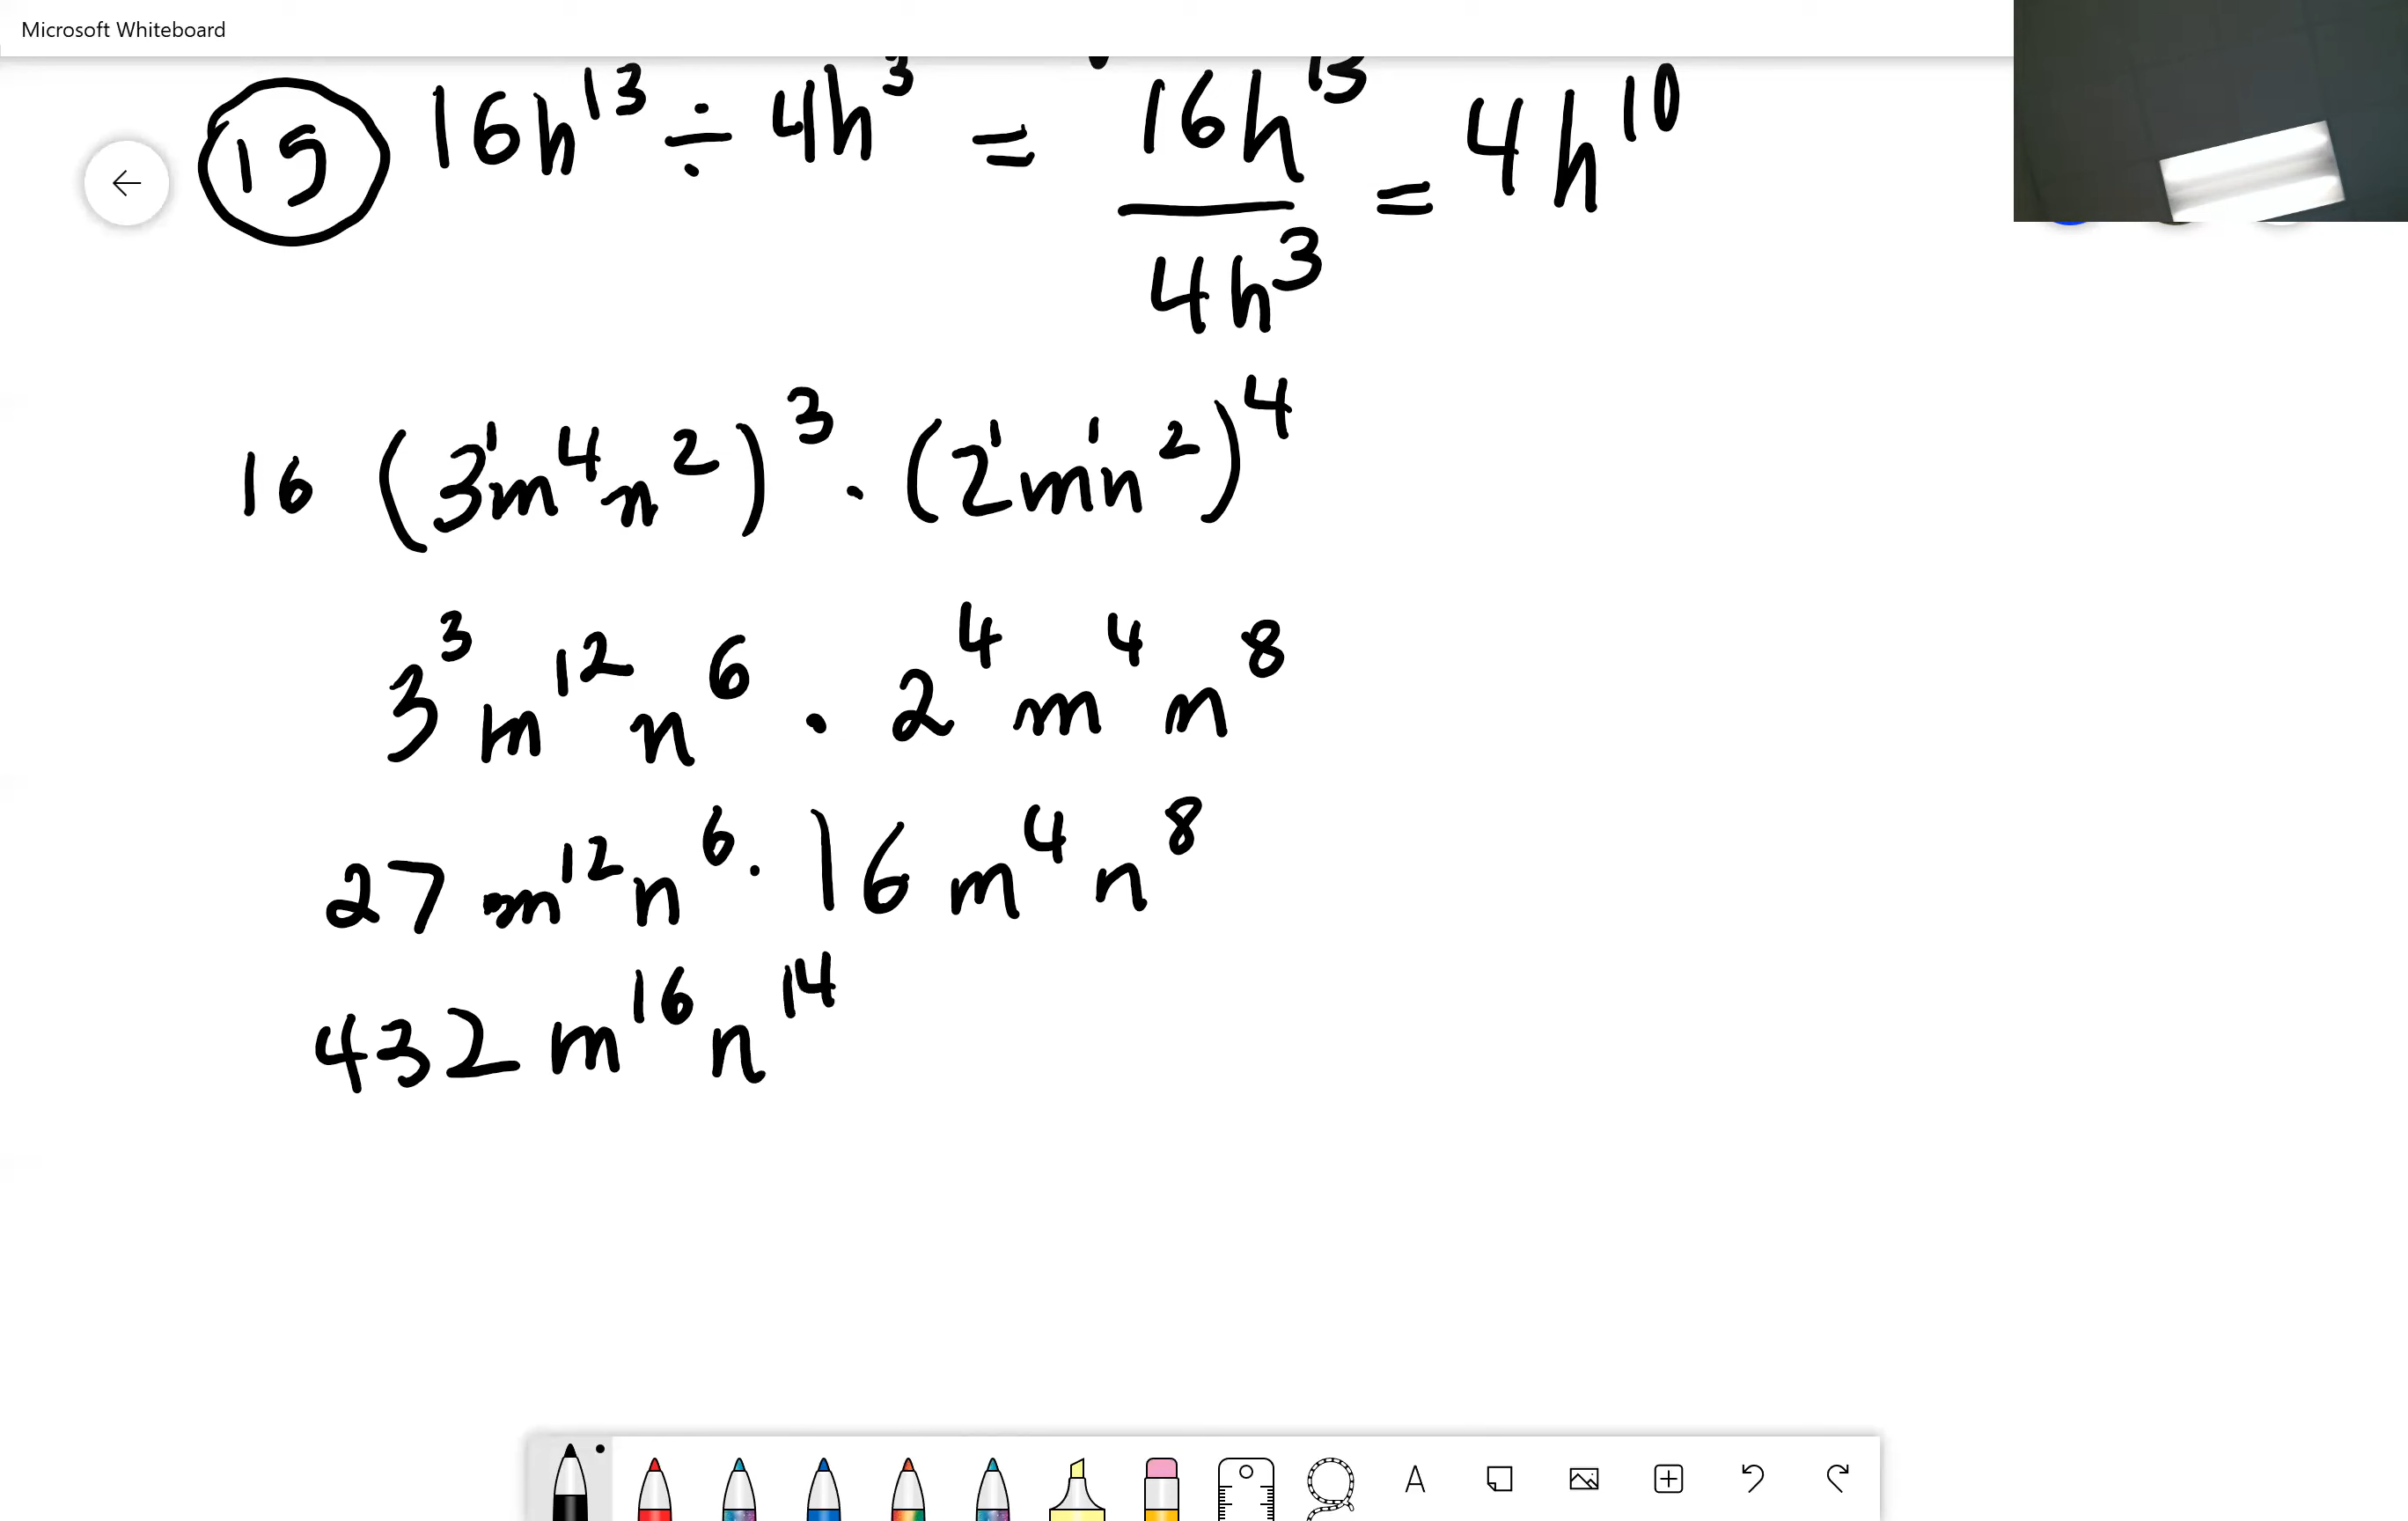 Microsoft Whiteboard
15 16h^13 ÷ 4h^3 = 16h^13 / 4h^3 = 4h^10
16 (3^1m^4n^2)^3 · (2^1m^1n^2)^4
3^3 m^12 n^6 · 2^4 m^4 n^8
27 m^12 n^6 · 16 m^4 n^8
432 m^16 n^14
A